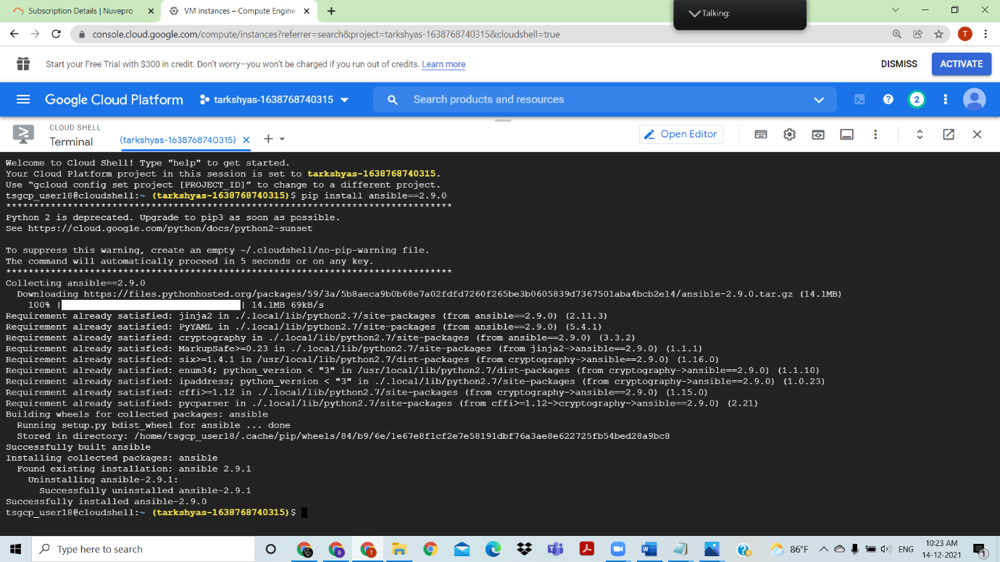 Subscription Details | Nuvepro
VM instances – Compute Engine
Talking:
console.cloud.google.com/compute/instances?referrer=search&project=tarkshyas-1638768740315&cloudshell=true
T
Start your Free Trial with $300 in credit. Don't worry—you won't be charged if you run out of credits. Learn more
DISMISS
ACTIVATE
Google Cloud Platform
tarkshyas-1638768740315
Search products and resources
2
CLOUD SHELL
Terminal
(tarkshyas-1638768740315)
Open Editor
Welcome to Cloud Shell! Type "help" to get started.
Your Cloud Platform project in this session is set to tarkshyas-1638768740315.
Use “gcloud config set project [PROJECT_ID]” to change to a different project.
tsgcp_user18@cloudshell:~ (tarkshyas-1638768740315)$ pip install ansible==2.9.0
********************************************************************************
Python 2 is deprecated. Upgrade to pip3 as soon as possible.
See https://cloud.google.com/python/docs/python2-sunset
To suppress this warning, create an empty ~/.cloudshell/no-pip-warning file.
The command will automatically proceed in 5 seconds or on any key.
********************************************************************************
Collecting ansible==2.9.0
Downloading https://files.pythonhosted.org/packages/59/3a/5b8aeca9b0b68e7a02fdfd7260f265be3b0605839d7367501aba4bcb2e14/ansible-2.9.0.tar.gz (14.1MB)
100% | | 14.1MB 69kB/s
Requirement already satisfied: jinja2 in ./.local/lib/python2.7/site-packages (from ansible==2.9.0) (2.11.3)
Requirement already satisfied: PyYAML in ./.local/lib/python2.7/site-packages (from ansible==2.9.0) (5.4.1)
Requirement already satisfied: cryptography in ./.local/lib/python2.7/site-packages (from ansible==2.9.0) (3.3.2)
Requirement already satisfied: MarkupSafe>=0.23 in ./.local/lib/python2.7/site-packages (from jinja2->ansible==2.9.0) (1.1.1)
Requirement already satisfied: six>=1.4.1 in /usr/local/lib/python2.7/dist-packages (from cryptography->ansible==2.9.0) (1.16.0)
Requirement already satisfied: enum34; python_version < "3" in /usr/local/lib/python2.7/dist-packages (from cryptography->ansible==2.9.0) (1.1.10)
Requirement already satisfied: ipaddress; python_version < "3" in ./.local/lib/python2.7/site-packages (from cryptography->ansible==2.9.0) (1.0.23)
Requirement already satisfied: cffi>=1.12 in ./.local/lib/python2.7/site-packages (from cryptography->ansible==2.9.0) (1.15.0)
Requirement already satisfied: pycparser in ./.local/lib/python2.7/site-packages (from cffi>=1.12->cryptography->ansible==2.9.0) (2.21)
Building wheels for collected packages: ansible
Running setup.py bdist_wheel for ansible ... done
Stored in directory: /home/tsgcp_user18/.cache/pip/wheels/84/b9/6e/1e67e8f1cf2e7e58191dbf76a3ae8e622725fb54bed28a9bc8
Successfully built ansible
Installing collected packages: ansible
Found existing installation: ansible 2.9.1
Uninstalling ansible-2.9.1:
Successfully uninstalled ansible-2.9.1
Successfully installed ansible-2.9.0
tsgcp_user18@cloudshell:~ (tarkshyas-1638768740315)$
Type here to search
86°F
ENG
10:23 AM
14-12-2021
1